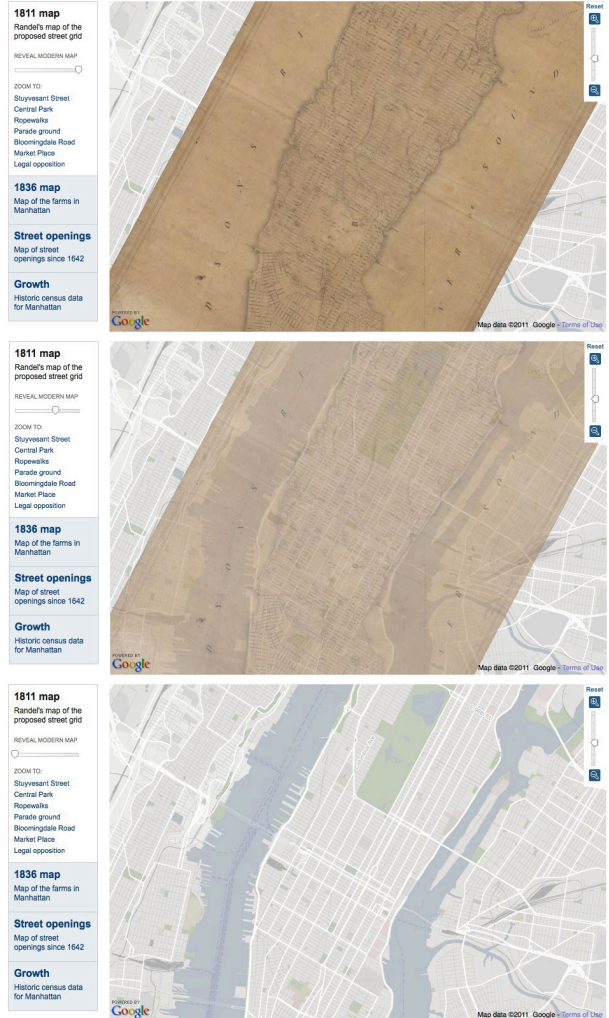 1811 map
Randel's map of the
proposed street grid
REVEAL MODERN MAP
ZOOM TO:
Stuyvesant Street
Central Park
Ropewalks
Parade ground
Bloomingdale Road
Market Place
Legal opposition
1836 map
Map of the farms in
Manhattan
Street openings
Map of street
openings since 1642
Growth
Historic census data
for Manhattan
Reset
POWERED BY
Google
Map data ©2011 Google - Terms of Use
1811 map
Randel's map of the
proposed street grid
REVEAL MODERN MAP
ZOOM TO:
Stuyvesant Street
Central Park
Ropewalks
Parade ground
Bloomingdale Road
Market Place
Legal opposition
1836 map
Map of the farms in
Manhattan
Street openings
Map of street
openings since 1642
Growth
Historic census data
for Manhattan
Reset
POWERED BY
Google
Map data ©2011 Google - Terms of Use
1811 map
Randel's map of the
proposed street grid
REVEAL MODERN MAP
ZOOM TO:
Stuyvesant Street
Central Park
Ropewalks
Parade ground
Bloomingdale Road
Market Place
Legal opposition
1836 map
Map of the farms in
Manhattan
Street openings
Map of street
openings since 1642
Growth
Historic census data
for Manhattan
Reset
POWERED BY
Google
Map data ©2011 Google - Terms of Use